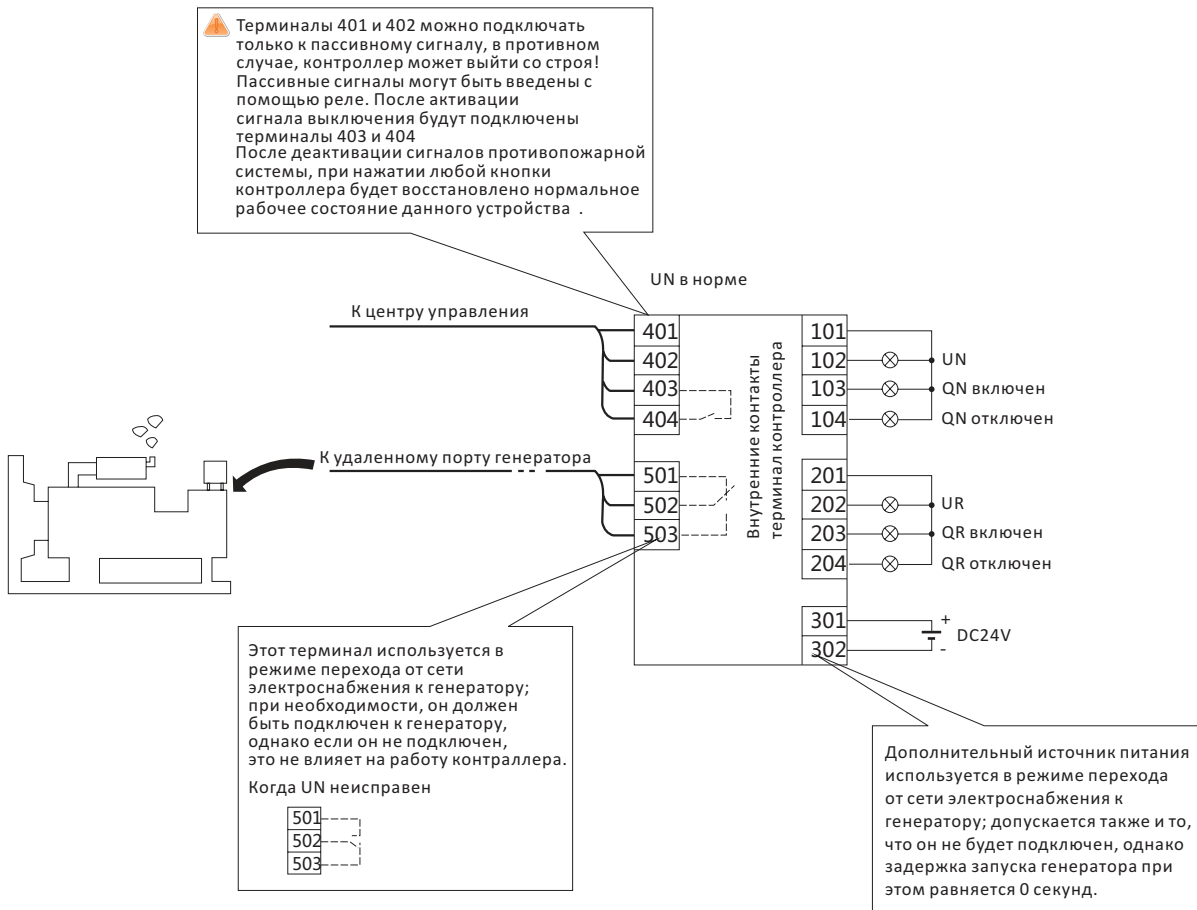 Терминалы 401 и 402 можно подключать
только к пассивному сигналу, в противном
случае, контроллер может выйти со строя!
Пассивные сигналы могут быть введены с
помощью реле. После активации
сигнала выключения будут подключены
терминалы 403 и 404
После деактивации сигналов противопожарной
системы, при нажатии любой кнопки
контроллера будет восстановлено нормальное
рабочее состояние данного устройства .
UN в норме
К центру управления
401
402
403
404
К удаленному порту генератора
501
502
503
Внутренние контакты
терминал контроллера
101
102
103
104
UN
QN включен
QN отключен
201
202
203
204
UR
QR включен
QR отключен
301
302
+
DC24V
-
Этот терминал используется в
режиме перехода от сети
электроснабжения к генератору;
при необходимости, он должен
быть подключен к генератору,
однако если он не подключен,
это не влияет на работу контраллера.
Когда UN неисправен
501
502
503
Дополнительный источник питания
используется в режиме перехода
от сети электроснабжения к
генератору; допускается также и то,
что он не будет подключен, однако
задержка запуска генератора при
этом равняется 0 секунд.